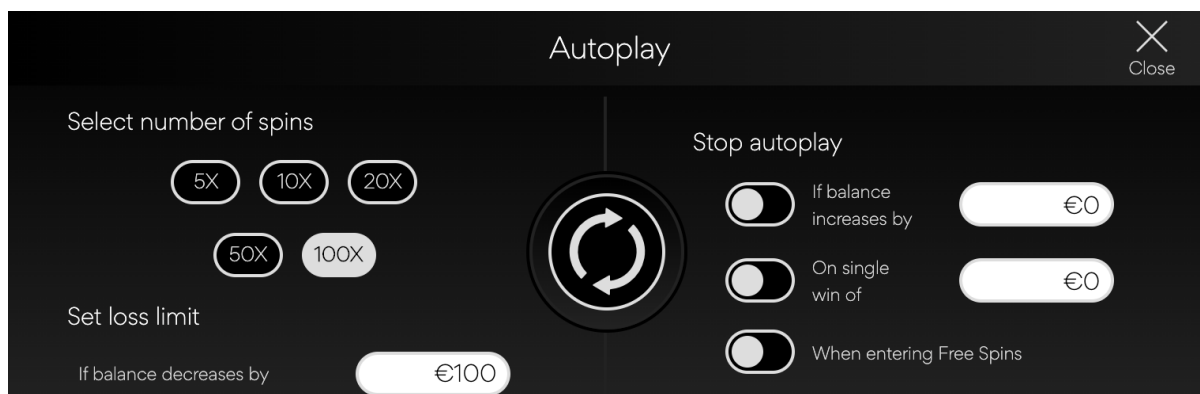 Autoplay
Close
Select number of spins
5X 10X 20X
50X 100X
Set loss limit
If balance decreases by €100
Stop autoplay
If balance
increases by €0
On single
win of €0
When entering Free Spins